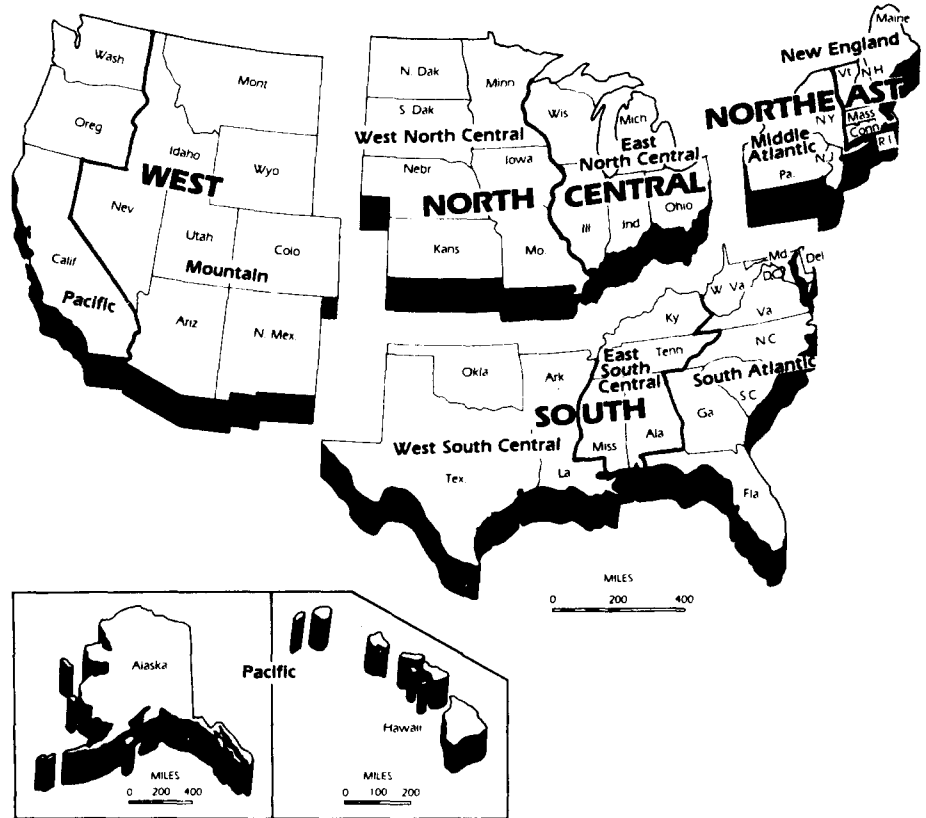 Wash
Mont
Oreg
Idaho
WEST
Wyo
Nev
Utah
Colo
Mountain
Calif
Pacific
Ariz
N. Mex.
N. Dak
Minn
S Dak
West North Central
Nebr
Iowa
NORTH CENTRAL
Kans
Mo.
Wis
Mich
East
North Central
Ill
Ind
Ohio
Maine
New England
Vt
N H
NORTHEAST
NY
Mass
Conn
R I
Middle
Atlantic
N J
Pa.
Md
Del
D.C
W Va
Va
Ky
N C
East
South
Central
Tenn
South Atlantic
Okla
Ark
S C
SOUTH
Ga
Miss
Ala
West South Central
Tex.
La
Fla
MILES
0 200 400
Alaska
Pacific
Hawaii
MILES
0 200 400
MILES
0 100 200